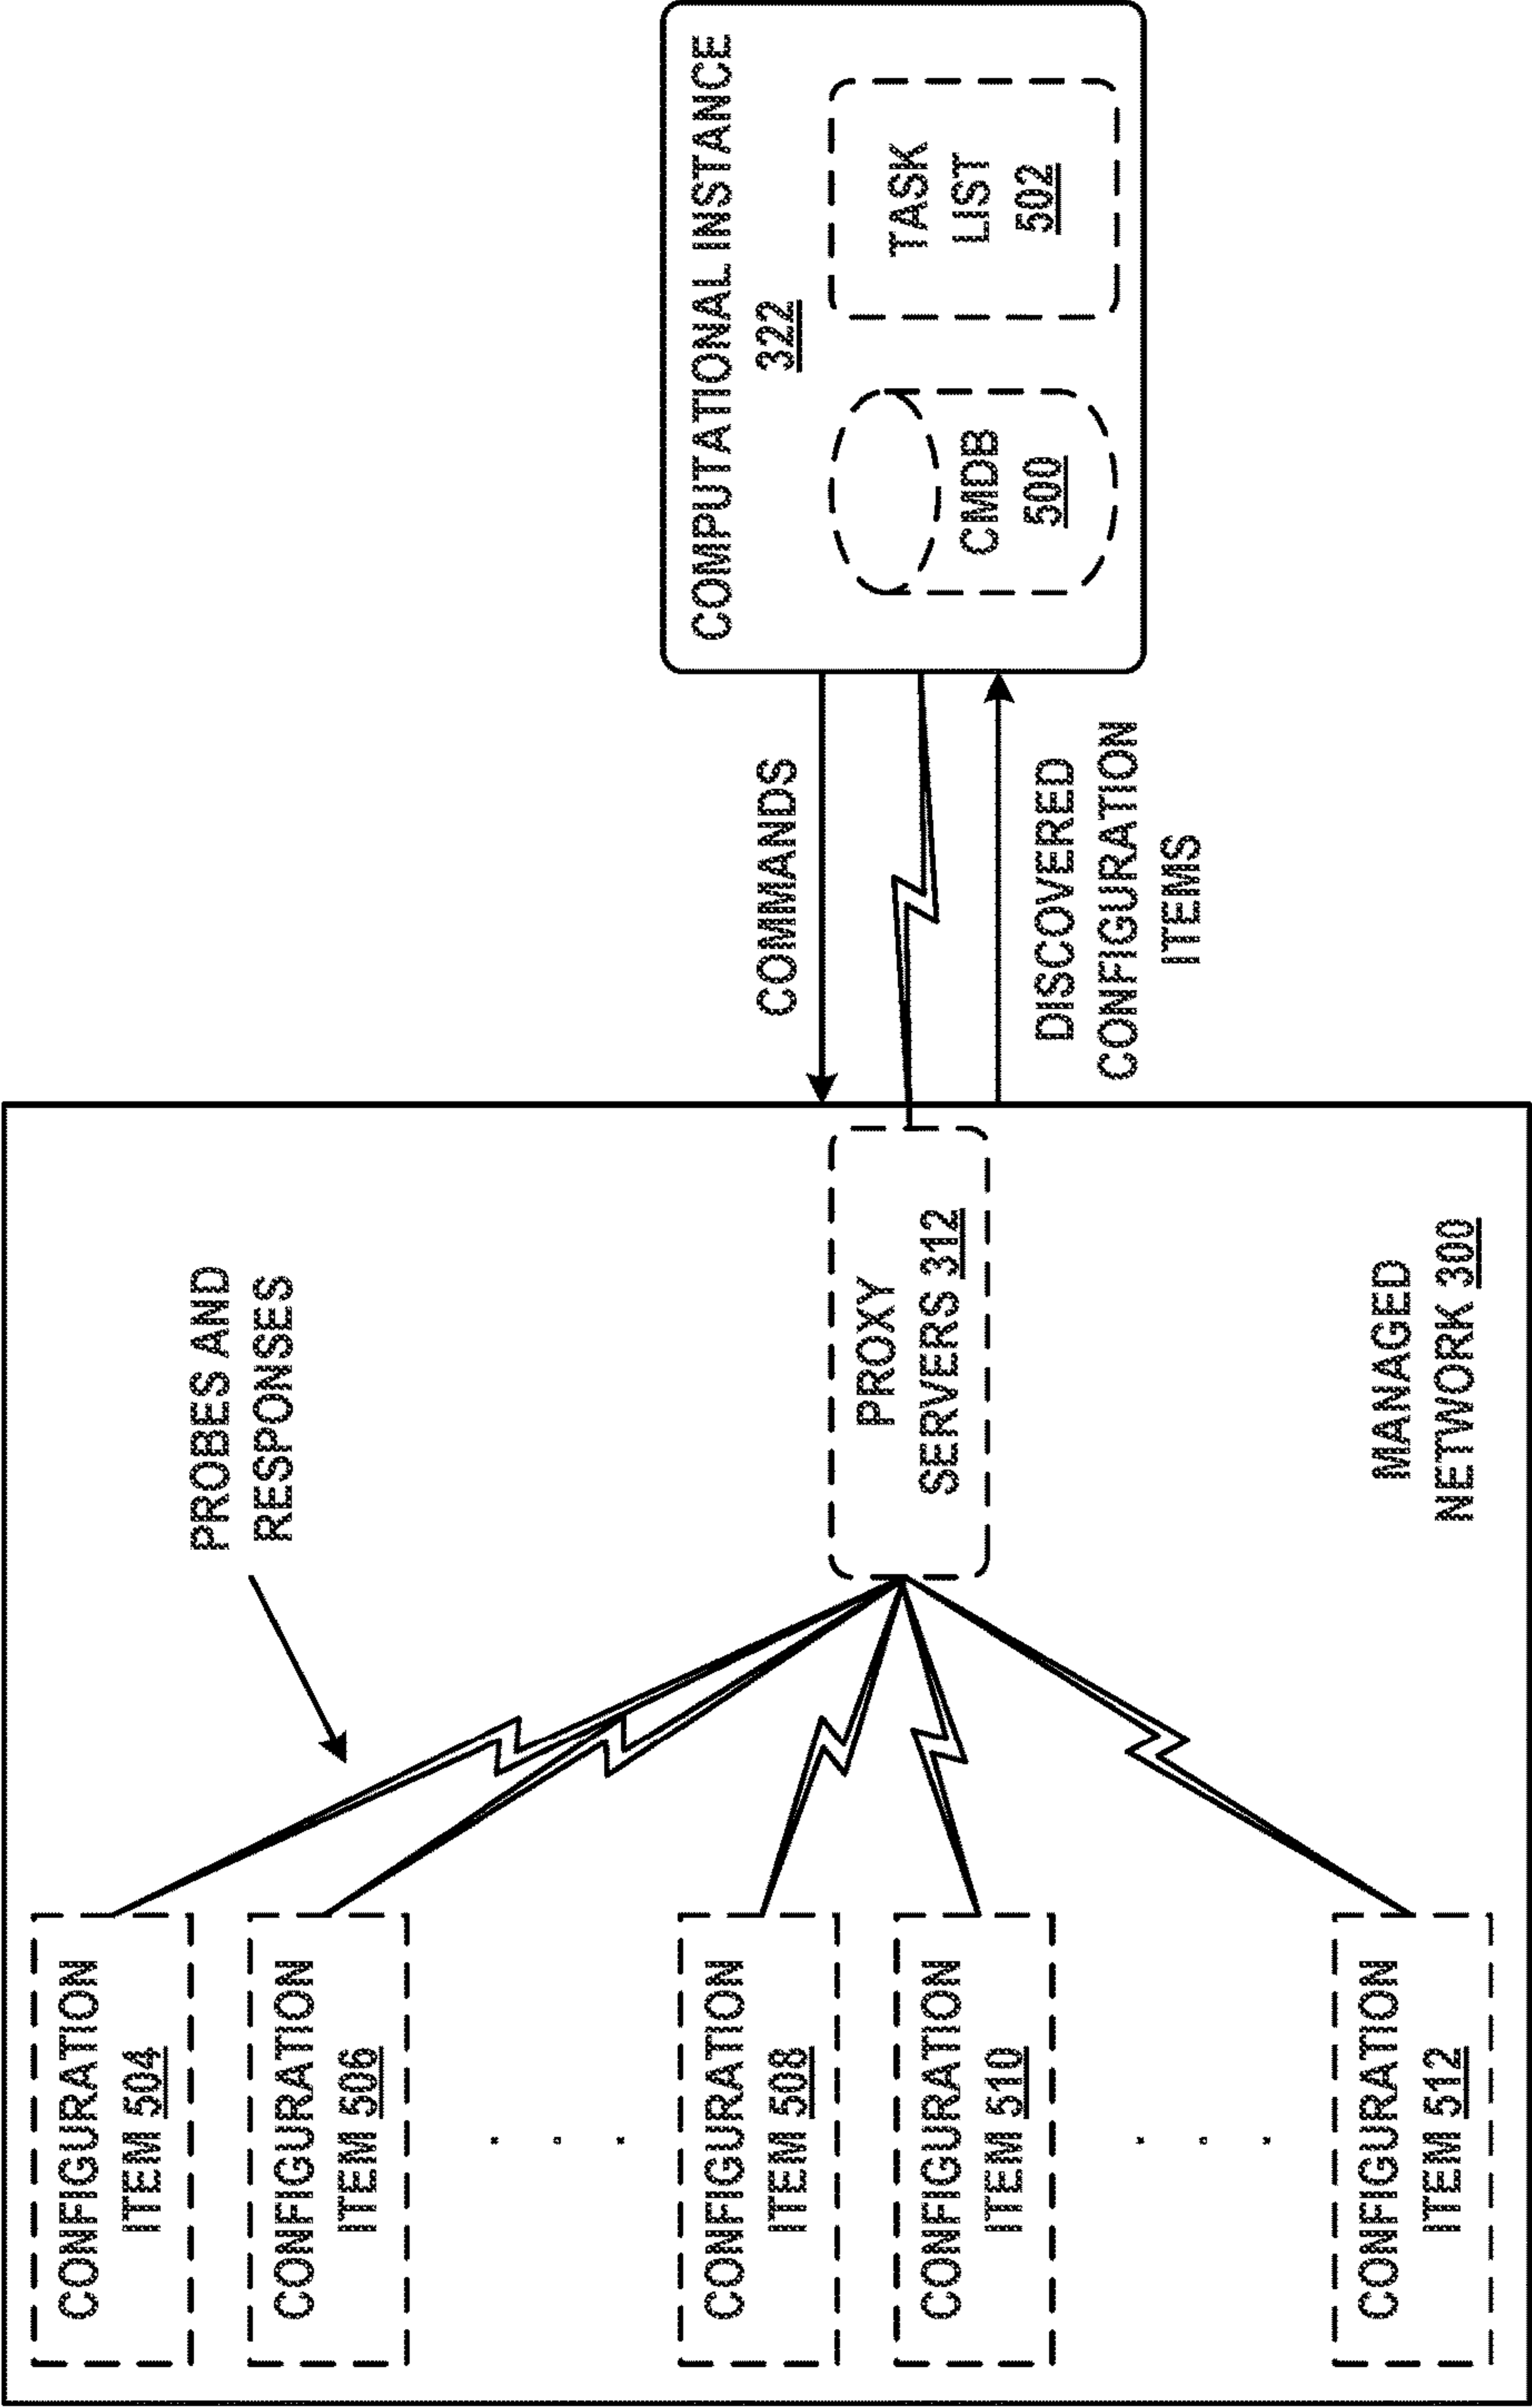 CONFIGURATION
ITEM 504
CONFIGURATION
ITEM 506
CONFIGURATION
ITEM 508
CONFIGURATION
ITEM 510
CONFIGURATION
ITEM 512
PROBES AND
RESPONSES
PROXY
SERVERS 312
MANAGED
NETWORK 300
COMMANDS
DISCOVERED
CONFIGURATION
ITEMS
COMPUTATIONAL INSTANCE
322
CMDB
500
TASK
LIST
502